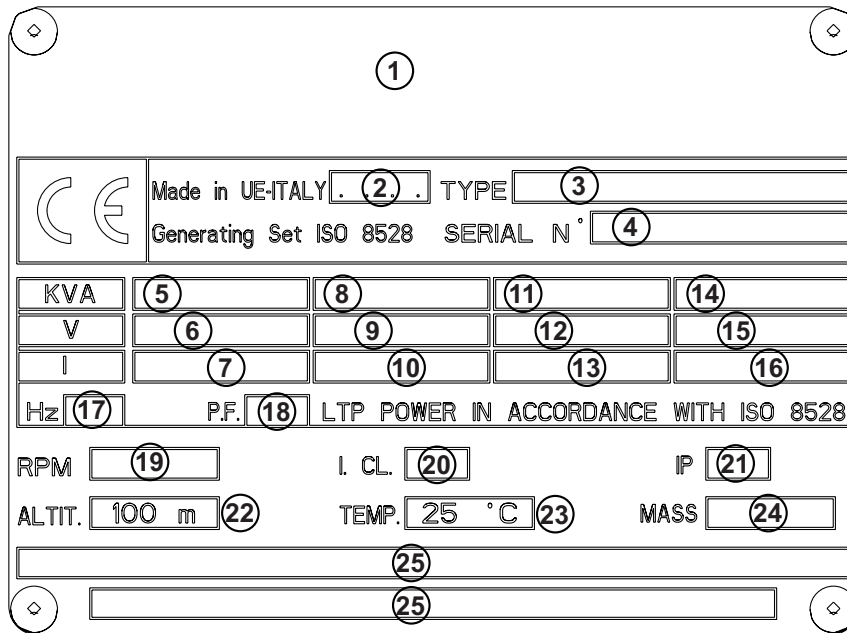 1
CE Made in UE-ITALY . 2 . . TYPE 3
Generating Set ISO 8528 SERIAL N° 4
KVA 5 8 11 14
V 6 9 12 15
I 7 10 13 16
Hz 17 P.F. 18 LTP POWER IN ACCORDANCE WITH ISO 8528
RPM 19 I. CL. 20 IP 21
ALTIT. 100 m 22 TEMP. 25 °C 23 MASS 24
25
25